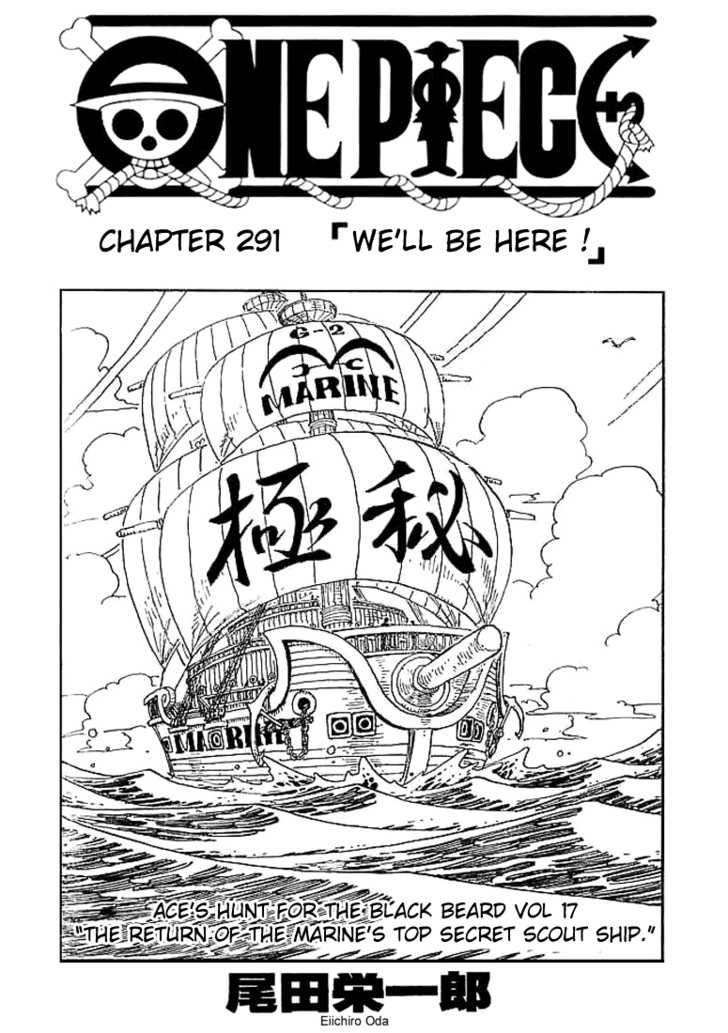 ONE PIECE
CHAPTER 291 「WE'LL BE HERE!」
G-2
MARINE
極秘
MARINE
ACE'S HUNT FOR THE BLACK BEARD VOL 17
"THE RETURN OF THE MARINE'S TOP SECRET SCOUT SHIP."
尾田栄一郎
Eiichiro Oda